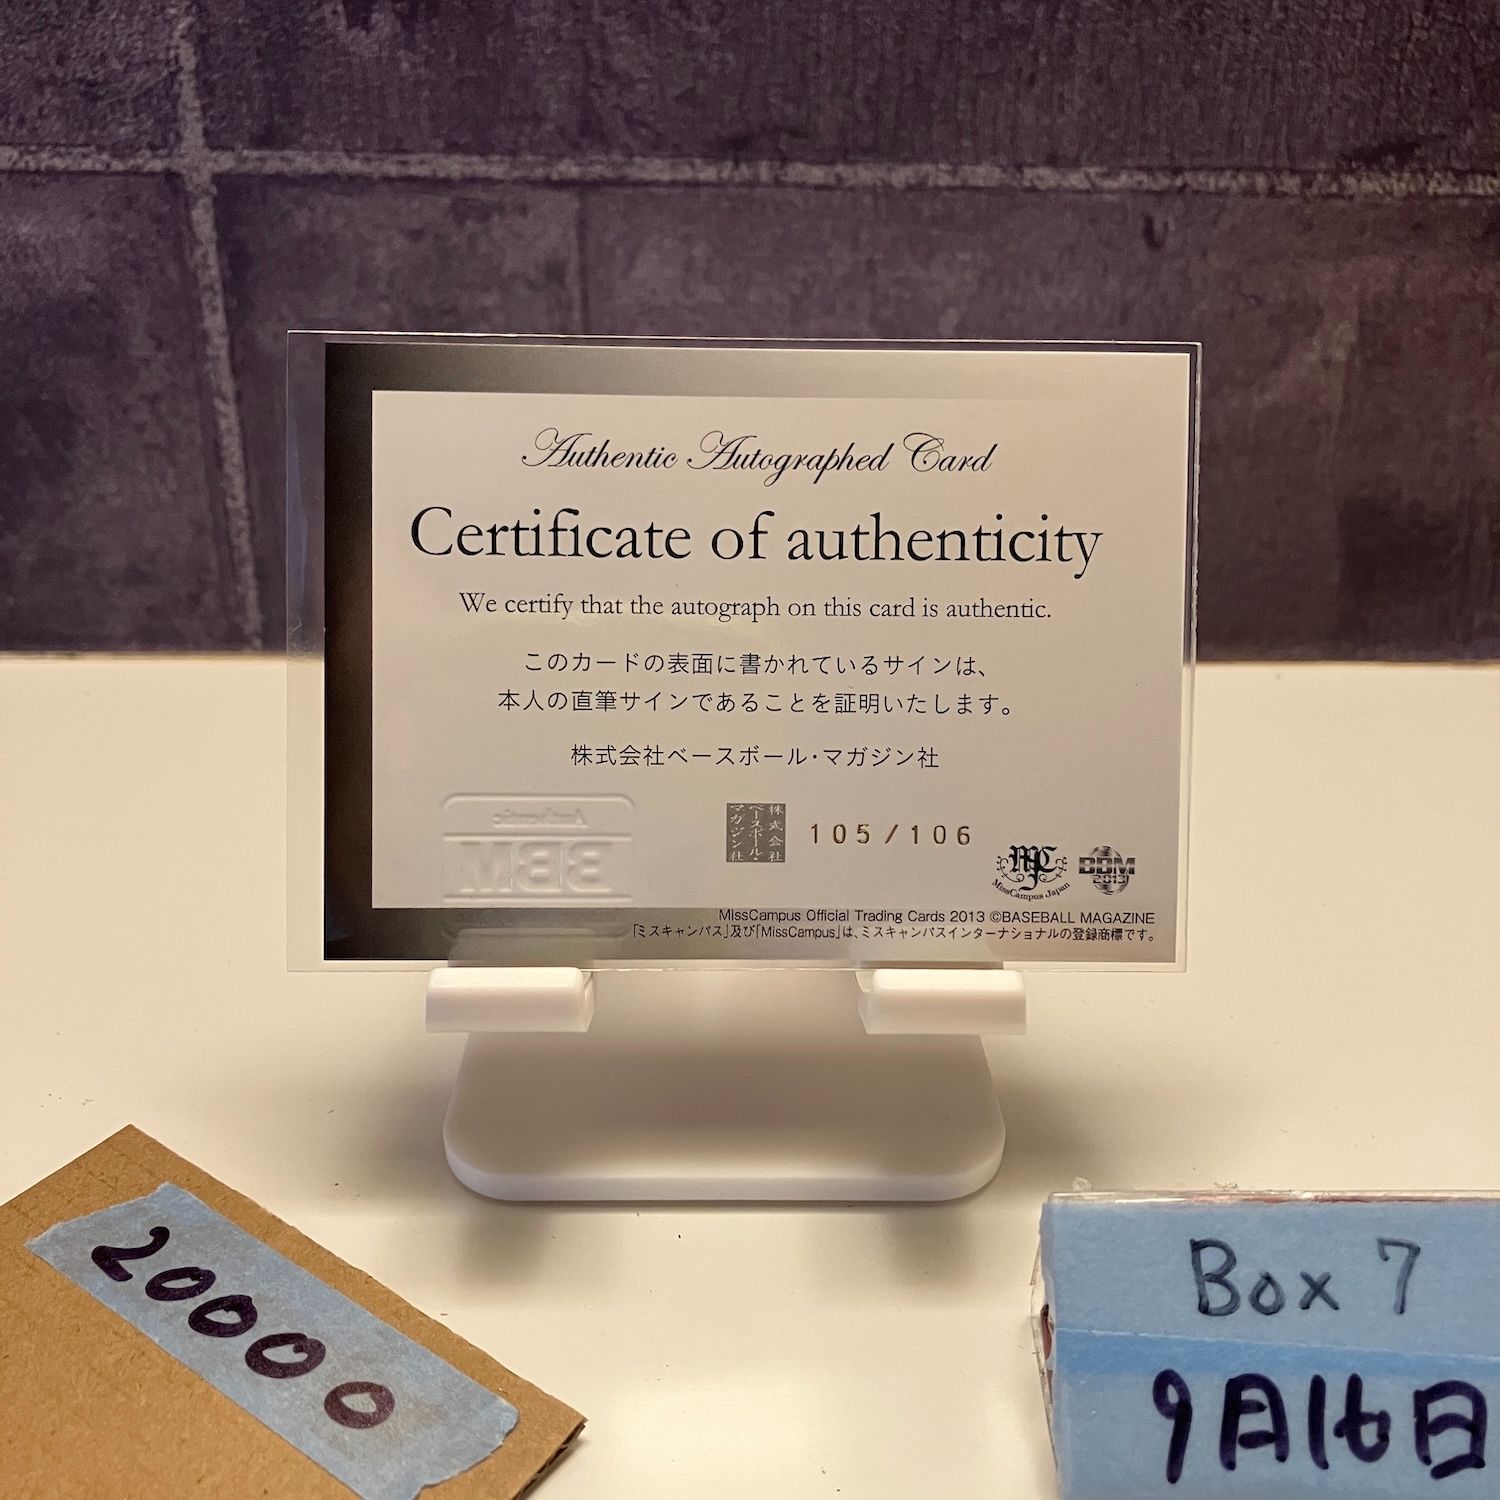 Authentic Autographed Card
Certificate of authenticity
We certify that the autograph on this card is authentic.
このカードの表面に書かれているサインは、
本人の直筆サインであることを証明いたします。
株式会社ベースボール・マガジン社
Authentic
BBM
株式会社
ベースボール・
マガジン社
105/106
MCJ
MissCampus Japan
BBM
2013
MissCampus Official Trading Cards 2013 ©BASEBALL MAGAZINE
「ミスキャンパス」及び「MissCampus」は、ミスキャンパスインターナショナルの登録商標です。
20000
Box 7
9月16日